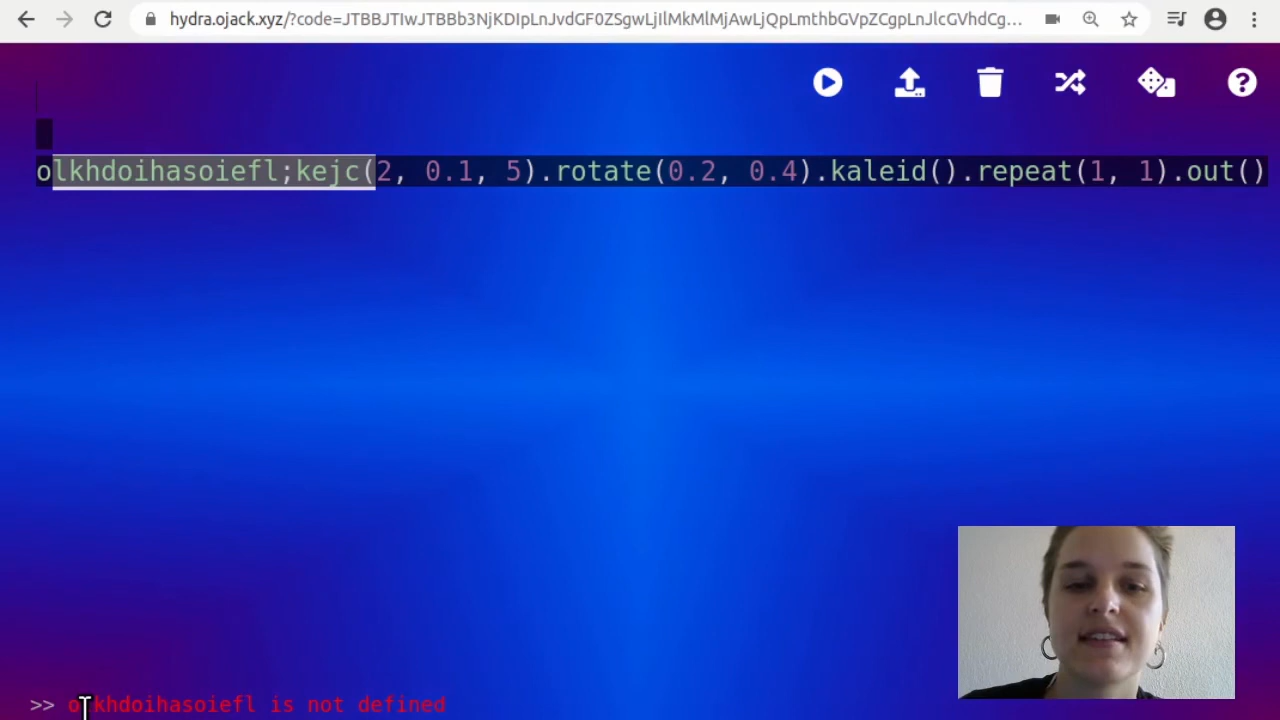 hydra.ojack.xyz/?code=JTBBJTIwJTBBb3NjKDIpLnJvdGF0ZSgwLjIlMkMlMjAwLjQpLmthbGVpZCgpLnJlcGVhdCg...
olkhdoihasoiefl;kejc(2, 0.1, 5).rotate(0.2, 0.4).kaleid().repeat(1, 1).out()
>> olkhdoihasoiefl is not defined